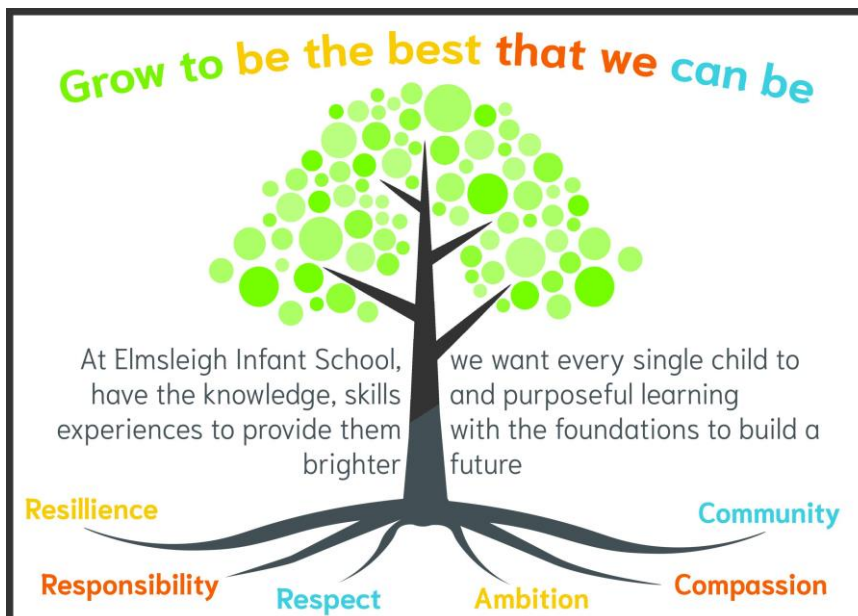 Grow to be the best that we can be
At Elmsleigh Infant School, we want every single child to
have the knowledge, skills and purposeful learning
experiences to provide them with the foundations to build a
brighter future
Resillience
Community
Responsibility
Respect
Ambition
Compassion